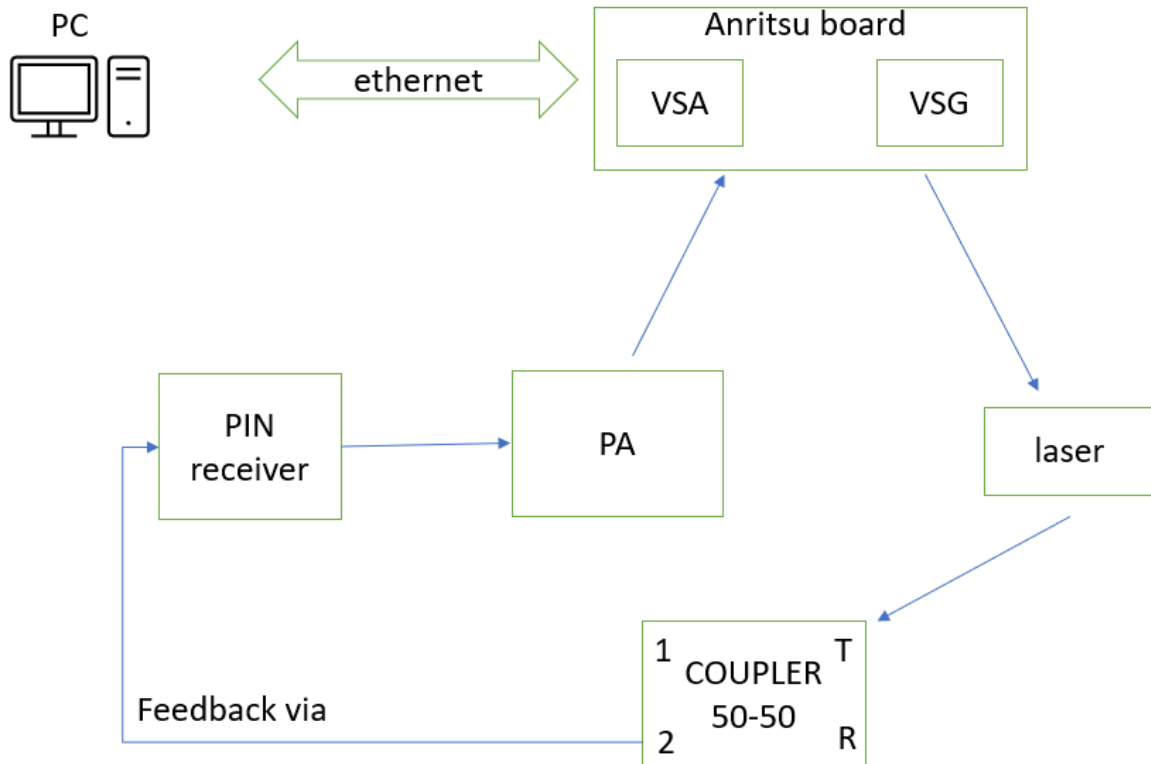 PC
Anritsu board
ethernet
VSA
VSG
PIN
receiver
PA
laser
1
T
COUPLER
50-50
2
R
Feedback via